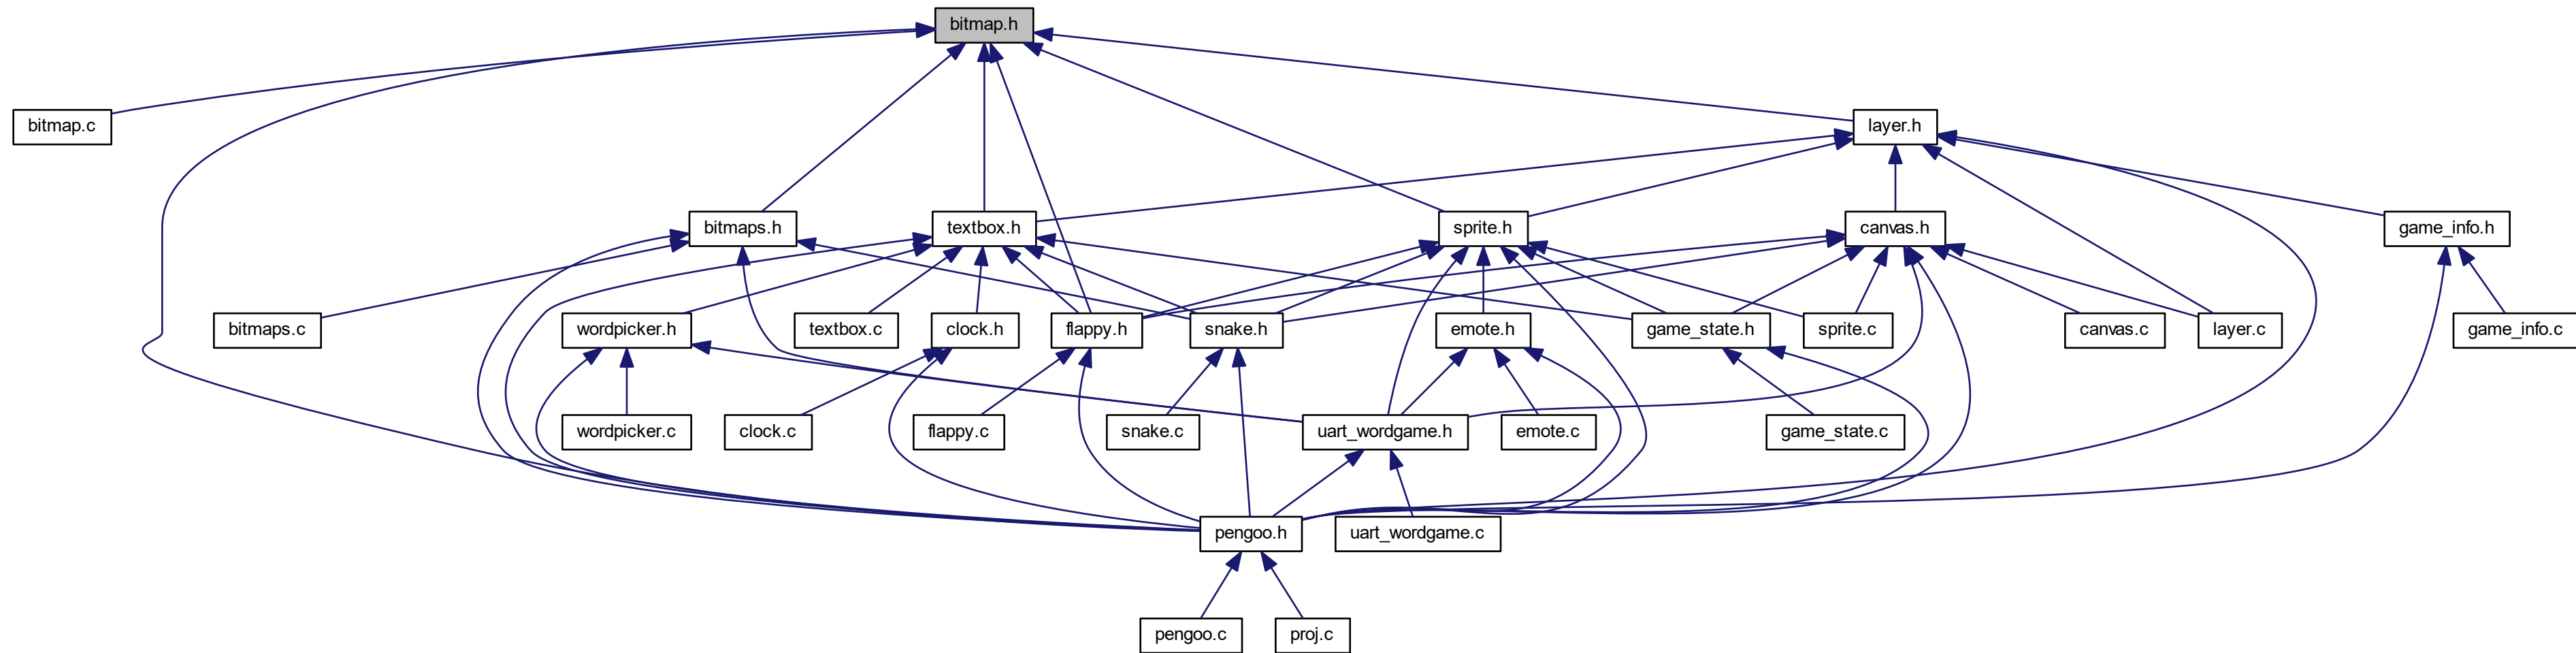 bitmap.h
bitmap.c
layer.h
bitmaps.h
textbox.h
sprite.h
canvas.h
game_info.h
bitmaps.c
wordpicker.h
textbox.c
clock.h
flappy.h
snake.h
emote.h
game_state.h
sprite.c
canvas.c
layer.c
game_info.c
wordpicker.c
clock.c
flappy.c
snake.c
uart_wordgame.h
emote.c
game_state.c
pengoo.h
uart_wordgame.c
pengoo.c
proj.c